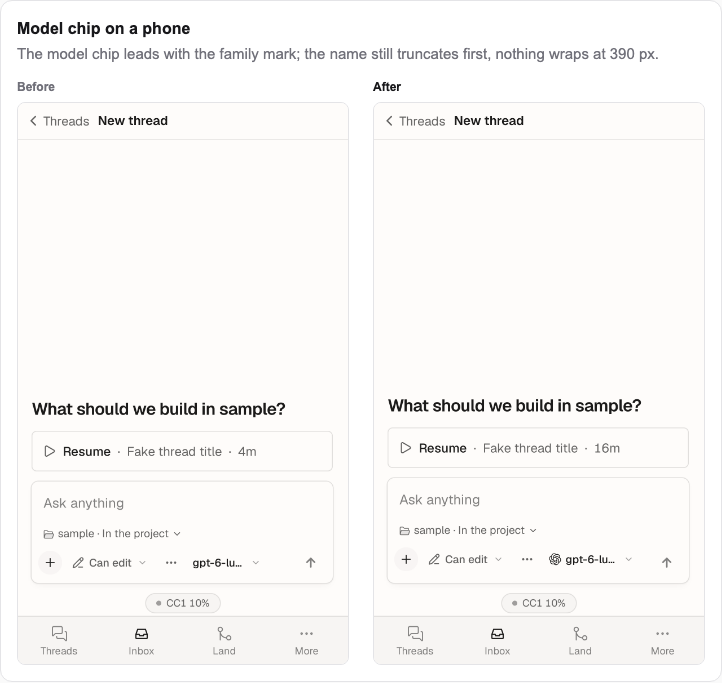 Model chip on a phone
The model chip leads with the family mark; the name still truncates first, nothing wraps at 390 px.
Before
Threads New thread
What should we build in sample?
Resume · Fake thread title · 4m
Ask anything
sample · In the project
Can edit ··· gpt-6-lu...
CC1 10%
Threads Inbox Land More
After
Threads New thread
What should we build in sample?
Resume · Fake thread title · 16m
Ask anything
sample · In the project
Can edit ··· gpt-6-lu...
CC1 10%
Threads Inbox Land More